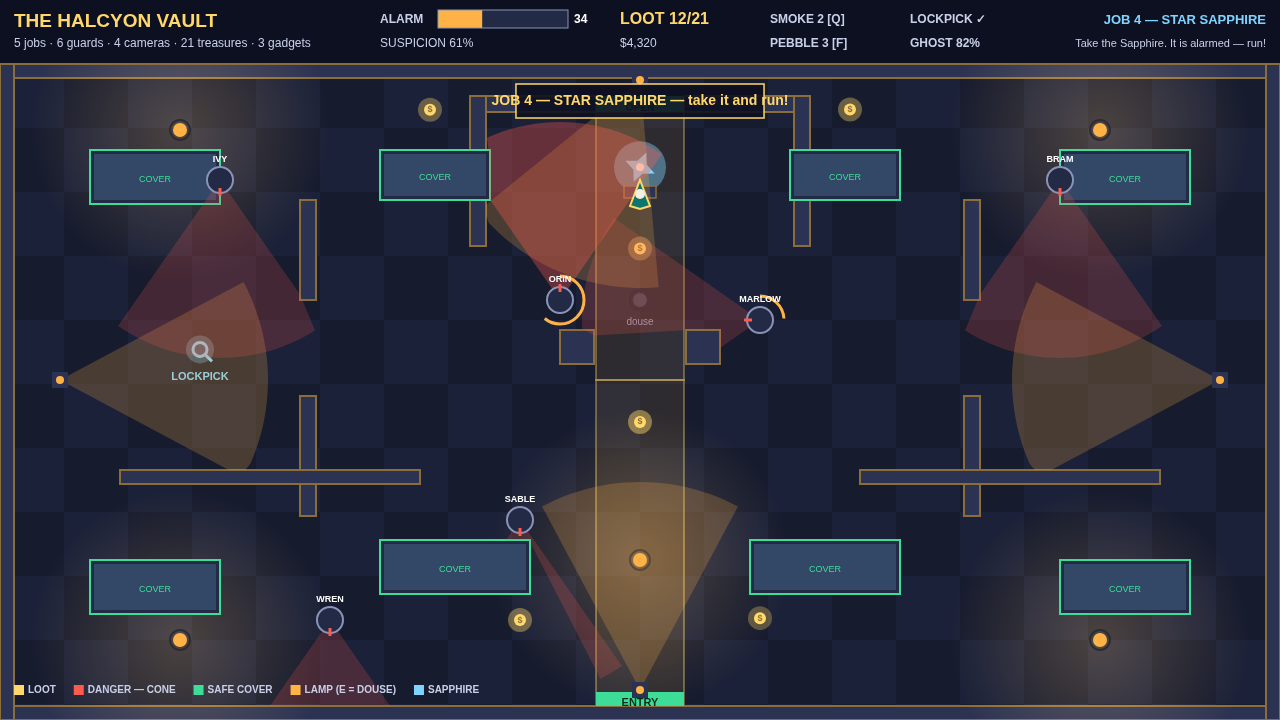 THE HALCYON VAULT
5 jobs · 6 guards · 4 cameras · 21 treasures · 3 gadgets
ALARM 34
SUSPICION 61%
LOOT 12/21
$4,320
SMOKE 2 [Q]
PEBBLE 3 [F]
LOCKPICK ✓
GHOST 82%
JOB 4 — STAR SAPPHIRE
Take the Sapphire. It is alarmed — run!
JOB 4 — STAR SAPPHIRE — take it and run!
$
$
IVY
BRAM
COVER
COVER
COVER
COVER
$
ORIN
MARLOW
douse
LOCKPICK
$
SABLE
COVER
COVER
COVER
COVER
WREN
$
$
LOOT
DANGER — CONE
SAFE COVER
LAMP (E = DOUSE)
SAPPHIRE
ENTRY